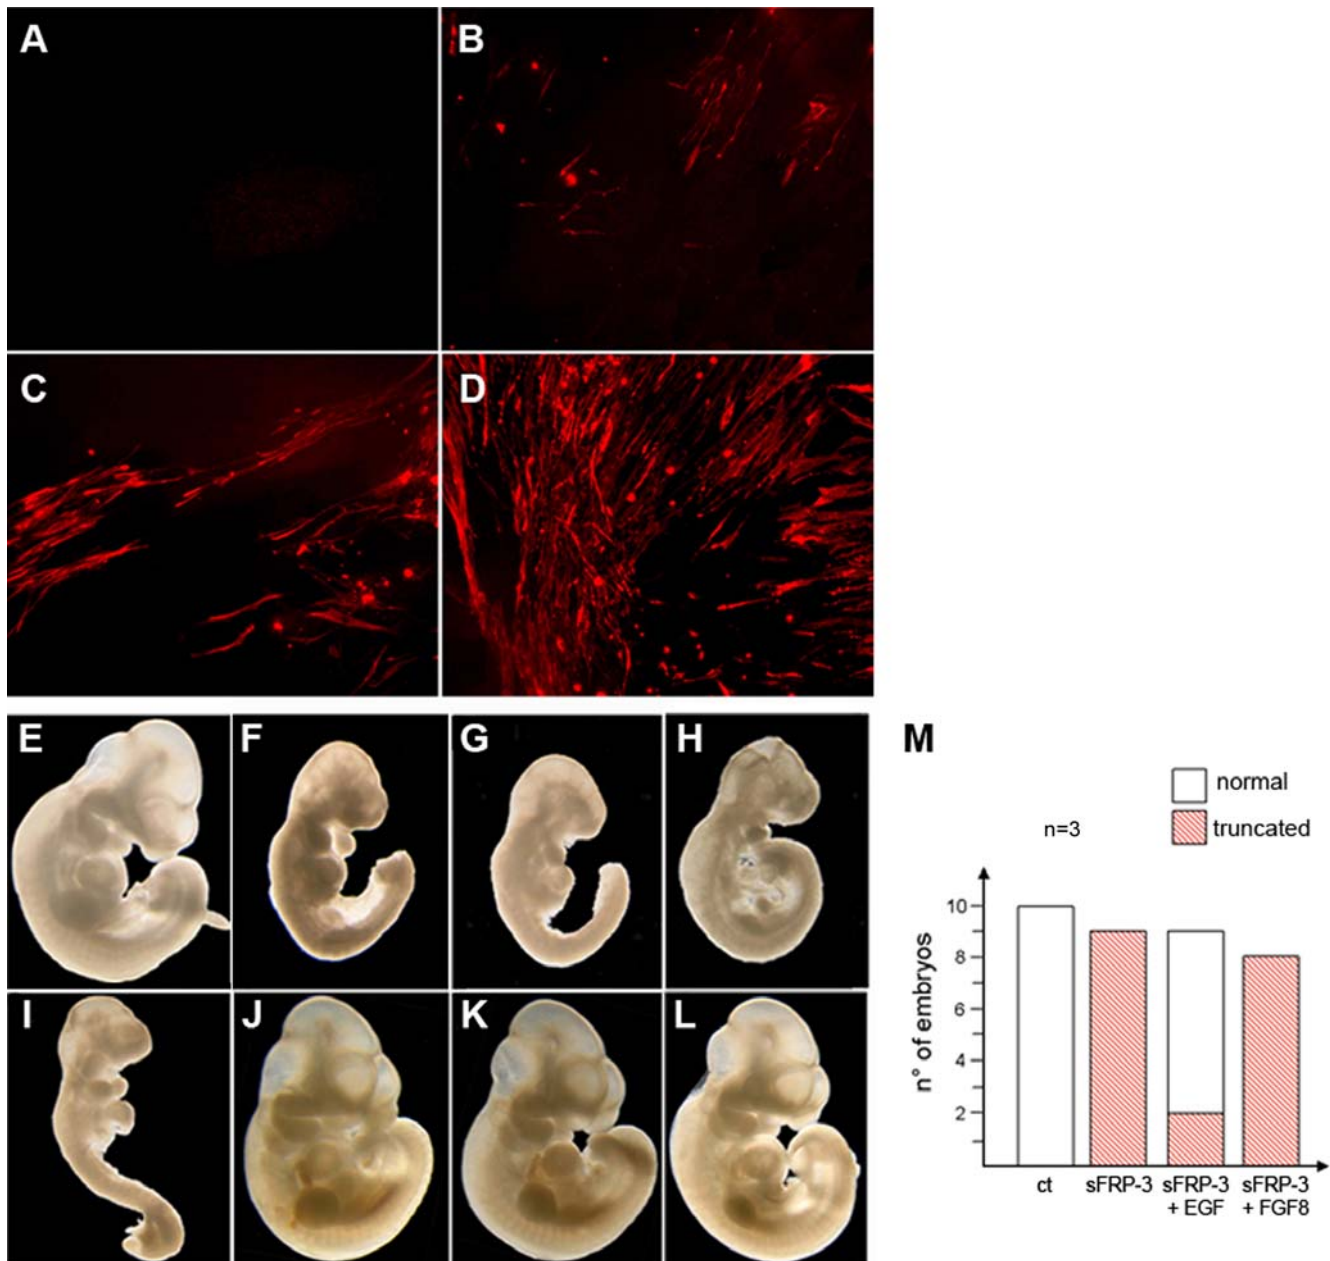 A
B
C
D
E
F
G
H
I
J
K
L
M
normal
truncated
n=3
n° of embryos
10
8
6
4
2
ct
sFRP-3
sFRP-3
+ EGF
sFRP-3
+ FGF8